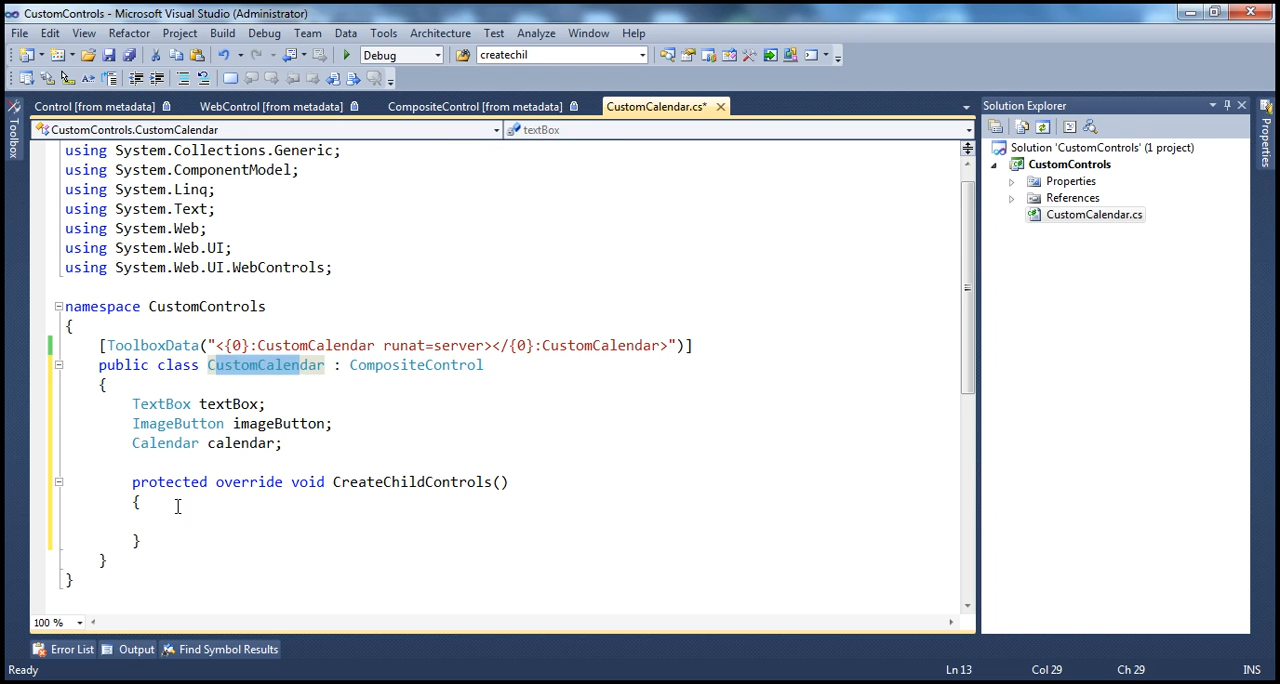 CustomControls - Microsoft Visual Studio (Administrator)
File Edit View Refactor Project Build Debug Team Data Tools Architecture Test Analyze Window Help
Debug createchil
Control [from metadata] WebControl [from metadata] CompositeControl [from metadata] CustomCalendar.cs* Solution Explorer
CustomControls.CustomCalendar textBox
Toolbox
Properties
Solution 'CustomControls' (1 project)
CustomControls
Properties
References
CustomCalendar.cs
using System.Collections.Generic;
using System.ComponentModel;
using System.Linq;
using System.Text;
using System.Web;
using System.Web.UI;
using System.Web.UI.WebControls;
namespace CustomControls
{
[ToolboxData("<{0}:CustomCalendar runat=server></{0}:CustomCalendar>")]
public class CustomCalendar : CompositeControl
{
TextBox textBox;
ImageButton imageButton;
Calendar calendar;
protected override void CreateChildControls()
{
}
}
}
100 %
Error List Output Find Symbol Results
Ready Ln 13 Col 29 Ch 29 INS